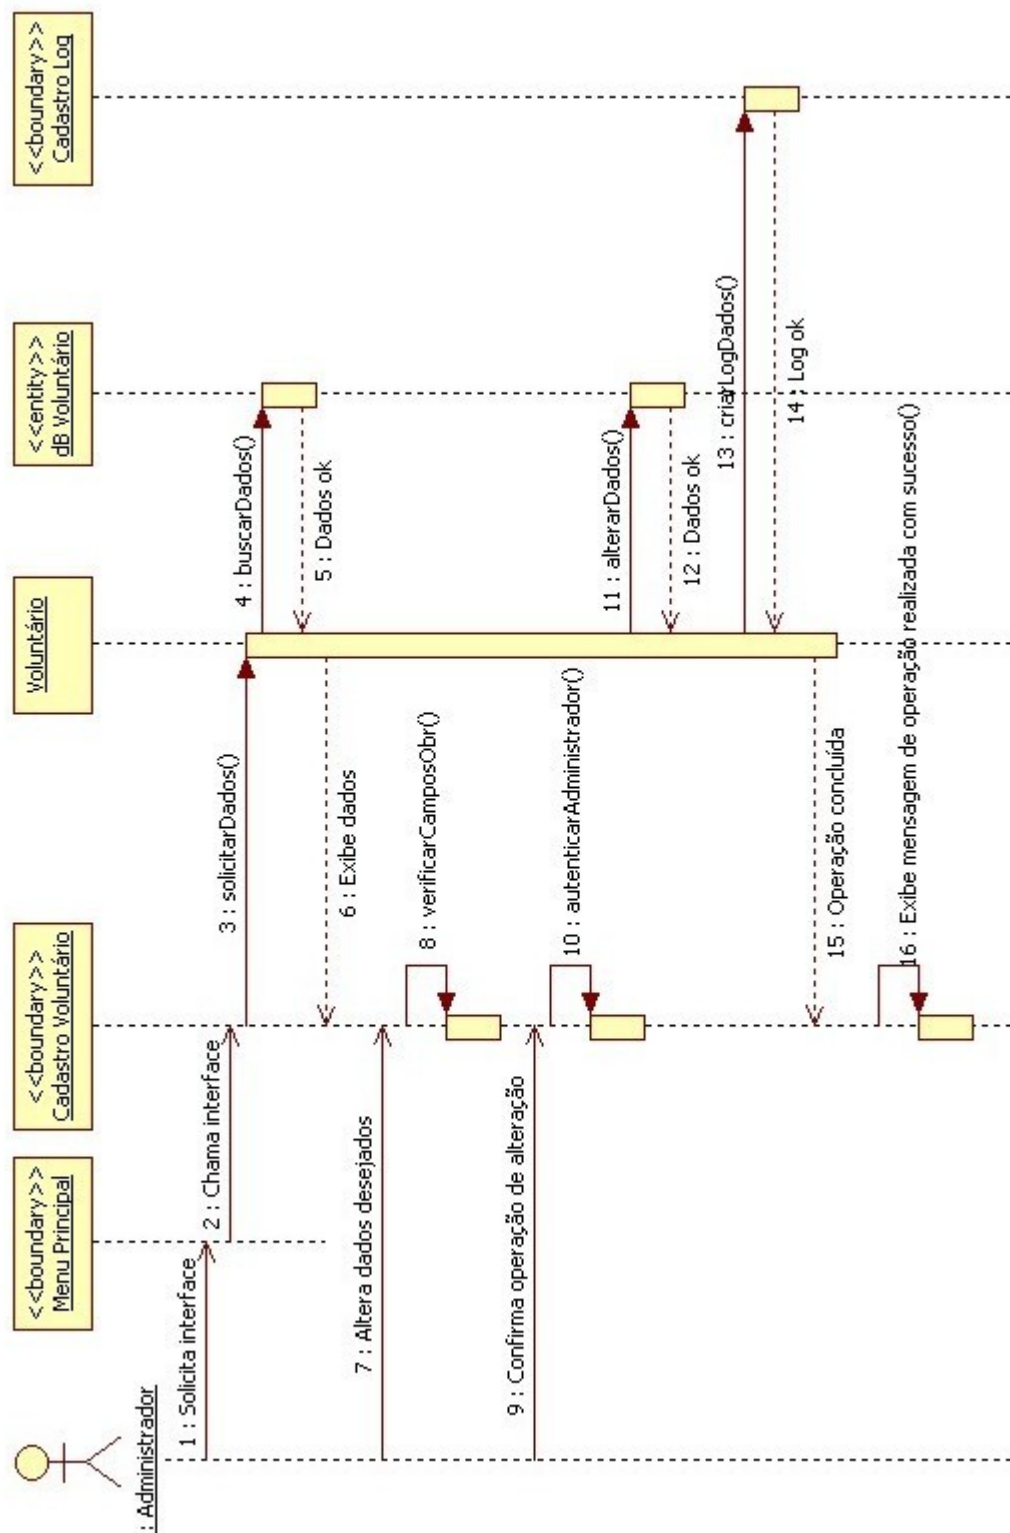 : Administrador
<<boundary>>
Menu Principal
<<boundary>>
Cadastro Voluntário
Voluntário
<<entity>>
dB Voluntário
<<boundary>>
Cadastro Log
1 : Solicita interface
2 : Chama interface
3 : solicitarDados()
4 : buscarDados()
5 : Dados ok
6 : Exibe dados
7 : Altera dados desejados
8 : verificarCamposObr()
9 : Confirma operação de alteração
10 : autenticarAdministrador()
11 : alterarDados()
12 : Dados ok
13 : criarLogDados()
14 : Log ok
15 : Operação concluída
16 : Exibe mensagem de operação realizada com sucesso()